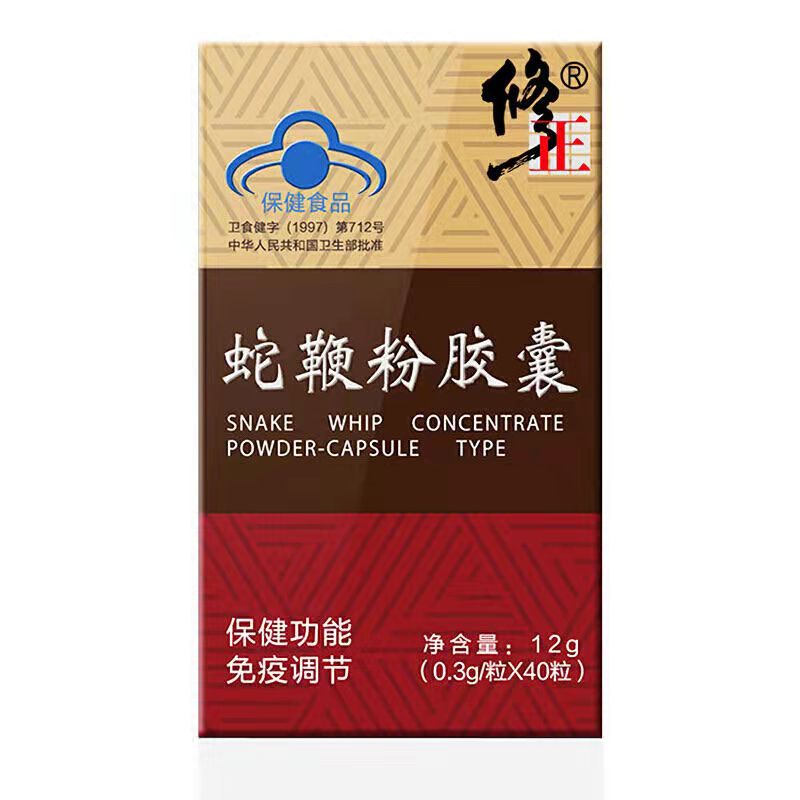 修正®
保健食品
卫食健字（1997）第712号
中华人民共和国卫生部批准
蛇鞭粉胶囊
SNAKE WHIP CONCENTRATE
POWDER-CAPSULE TYPE
保健功能
免疫调节
净含量：12g
（0.3g/粒X40粒）